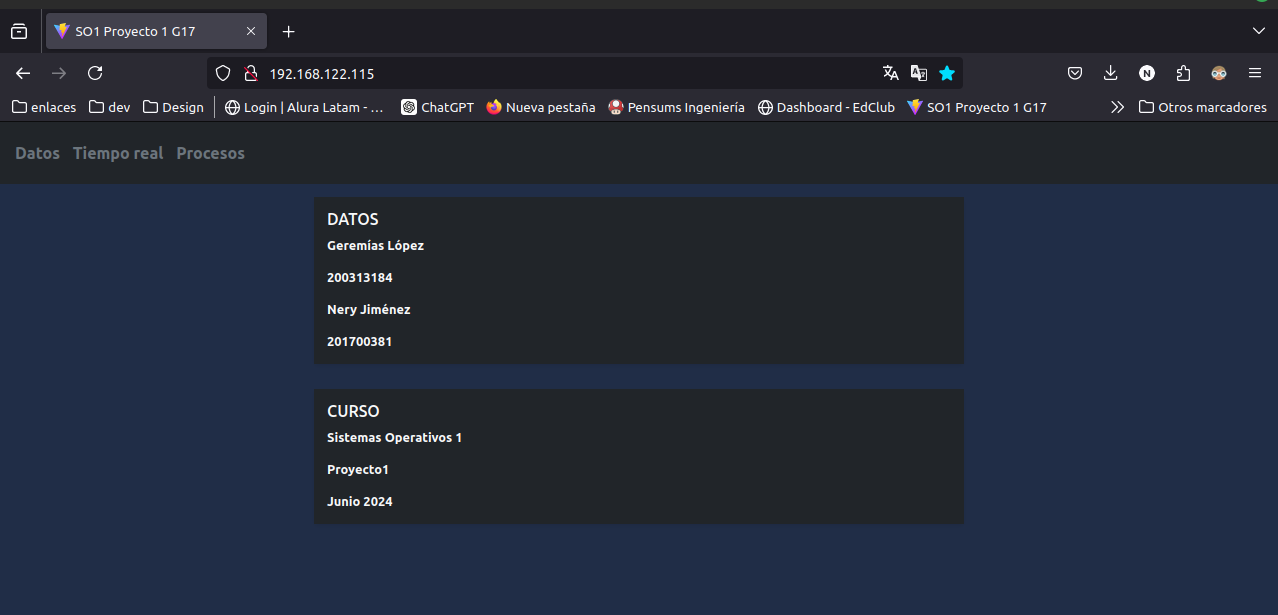 SO1 Proyecto 1 G17
192.168.122.115
N
enlaces dev Design Login | Alura Latam - ... ChatGPT Nueva pestaña Pensums Ingeniería Dashboard - EdClub SO1 Proyecto 1 G17 Otros marcadores
Datos Tiempo real Procesos
DATOS
Geremías López
200313184
Nery Jiménez
201700381
CURSO
Sistemas Operativos 1
Proyecto1
Junio 2024